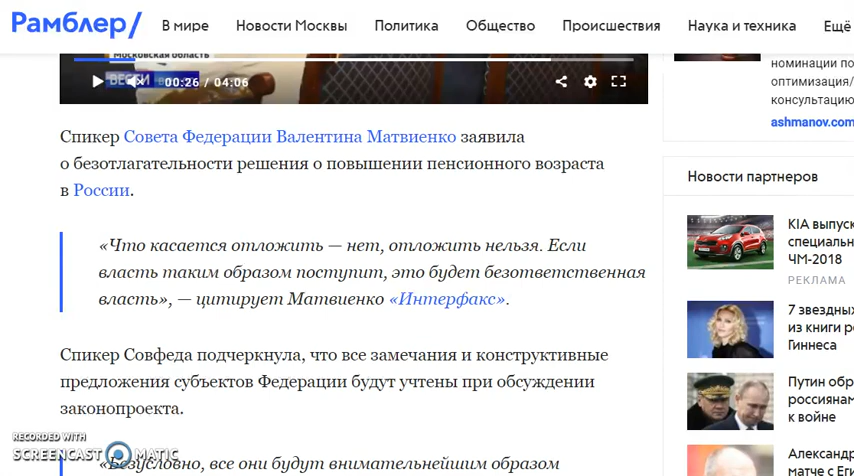 Рамблер/ В мире Новости Москвы Политика Общество Происшествия Наука и техника Ещё
Московская область
ВЕСТИ
00:26 / 04:06
Спикер Совета Федерации Валентина Матвиенко заявила
о безотлагательности решения о повышении пенсионного возраста
в России.
«Что касается отложить — нет, отложить нельзя. Если
власть таким образом поступит, это будет безответственная
власть», — цитирует Матвиенко «Интерфакс».
Спикер Совфеда подчеркнула, что все замечания и конструктивные
предложения субъектов Федерации будут учтены при обсуждении
законопроекта.
«Безусловно, все они будут внимательнейшим образом
RECORDED WITH
SCREENCAST MATIC
номинации по
оптимизация/
консультацию
ashmanov.com
Новости партнеров
KIA выпуск
специальн
ЧМ-2018
РЕКЛАМА
7 звездных
из книги ре
Гиннеса
Путин обр
россиянам
к войне
Александр
матче с Еги